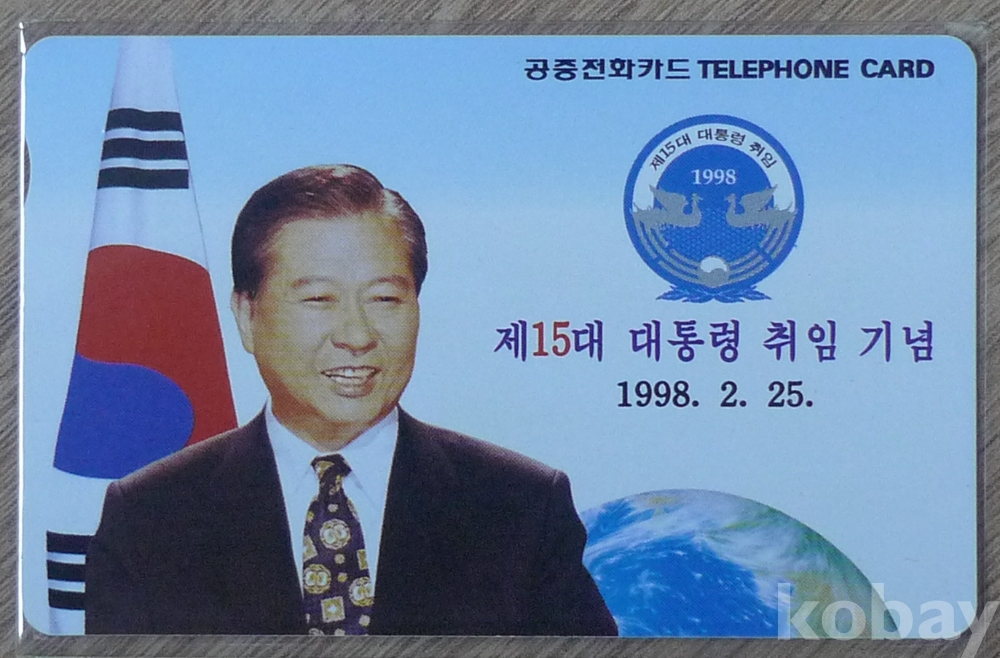 공중전화카드 TELEPHONE CARD
제15대 대통령 취임
1998
제15대 대통령 취임 기념
1998. 2. 25.
kobay